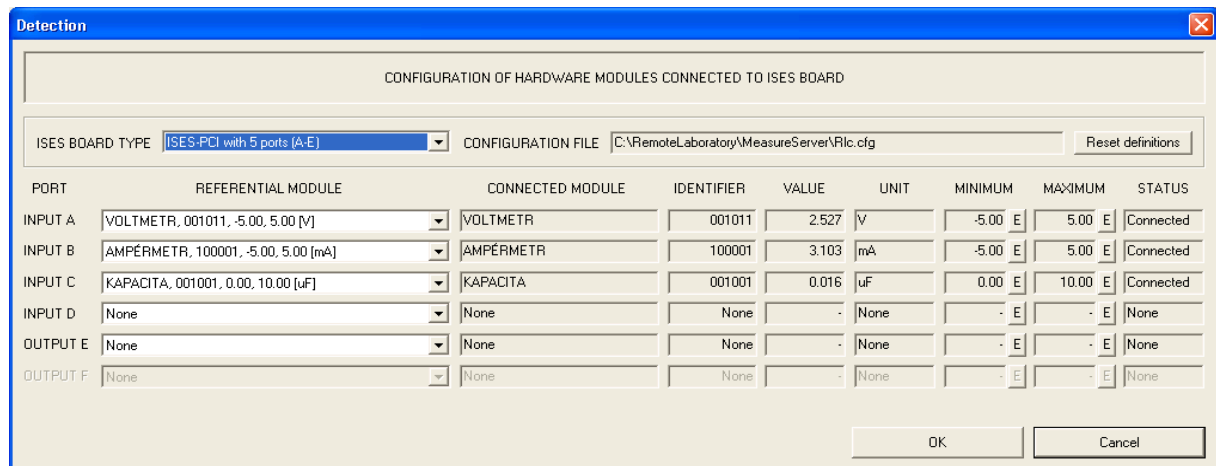 Detection
CONFIGURATION OF HARDWARE MODULES CONNECTED TO ISES BOARD
ISES BOARD TYPE ISES-PCI with 5 ports (A-E) CONFIGURATION FILE C:\RemoteLaboratory\MeasureServer\Rlc.cfg Reset definitions
PORT REFERENTIAL MODULE CONNECTED MODULE IDENTIFIER VALUE UNIT MINIMUM MAXIMUM STATUS
INPUT A VOLTMETR, 001011, -5.00, 5.00 [V] VOLTMETR 001011 2.527 V -5.00 E 5.00 E Connected
INPUT B AMPÉRMETR, 100001, -5.00, 5.00 [mA] AMPÉRMETR 100001 3.103 mA -5.00 E 5.00 E Connected
INPUT C KAPACITA, 001001, 0.00, 10.00 [uF] KAPACITA 001001 0.016 uF 0.00 E 10.00 E Connected
INPUT D None None None - None - E - E None
OUTPUT E None None None - None - E - E None
OUTPUT F None None None - None - E - E None
OK Cancel